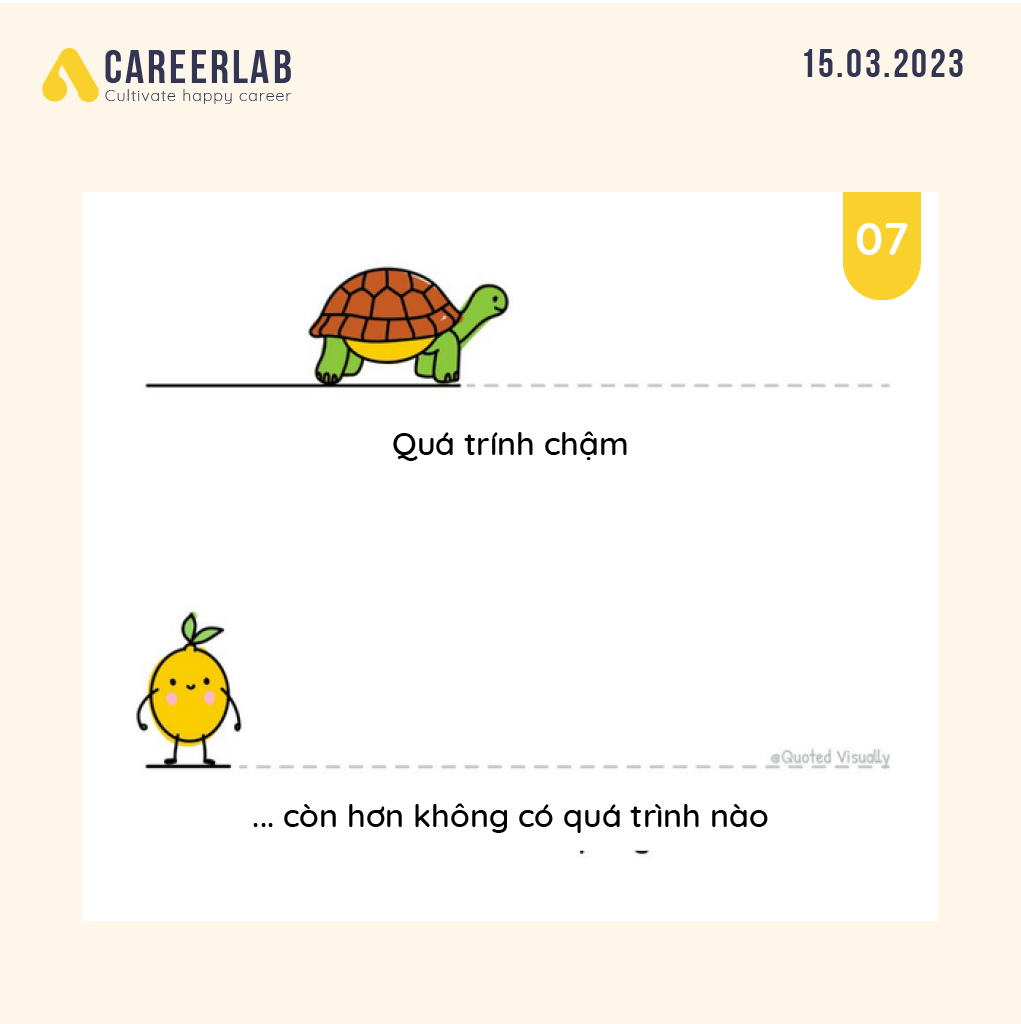 CAREERLAB
Cultivate happy career
15.03.2023
07
Quá trính chậm
@Quoted Visually
... còn hơn không có quá trình nào